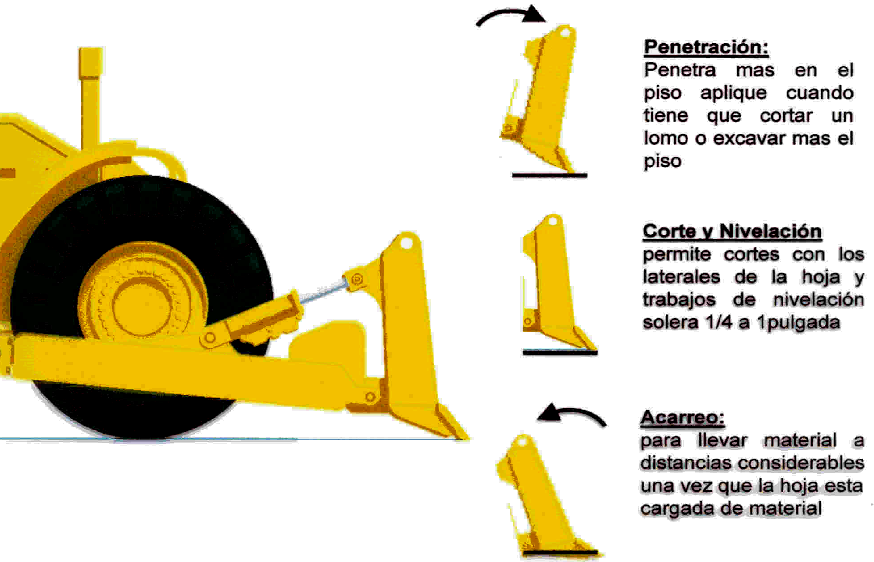 Penetración:
Penetra mas en el
piso aplique cuando
tiene que cortar un
lomo o excavar mas el
piso
Corte y Nivelación
permite cortes con los
laterales de la hoja y
trabajos de nivelación
solera 1/4 a 1pulgada
Acarreo:
para llevar material a
distancias considerables
una vez que la hoja esta
cargada de material